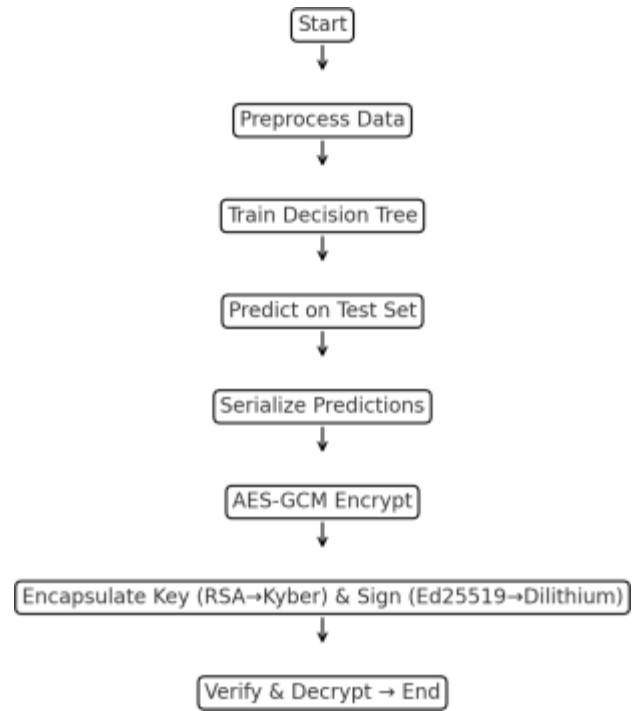 Start
Preprocess Data
Train Decision Tree
Predict on Test Set
Serialize Predictions
AES-GCM Encrypt
Encapsulate Key (RSA→Kyber) & Sign (Ed25519→Dilithium)
Verify & Decrypt → End